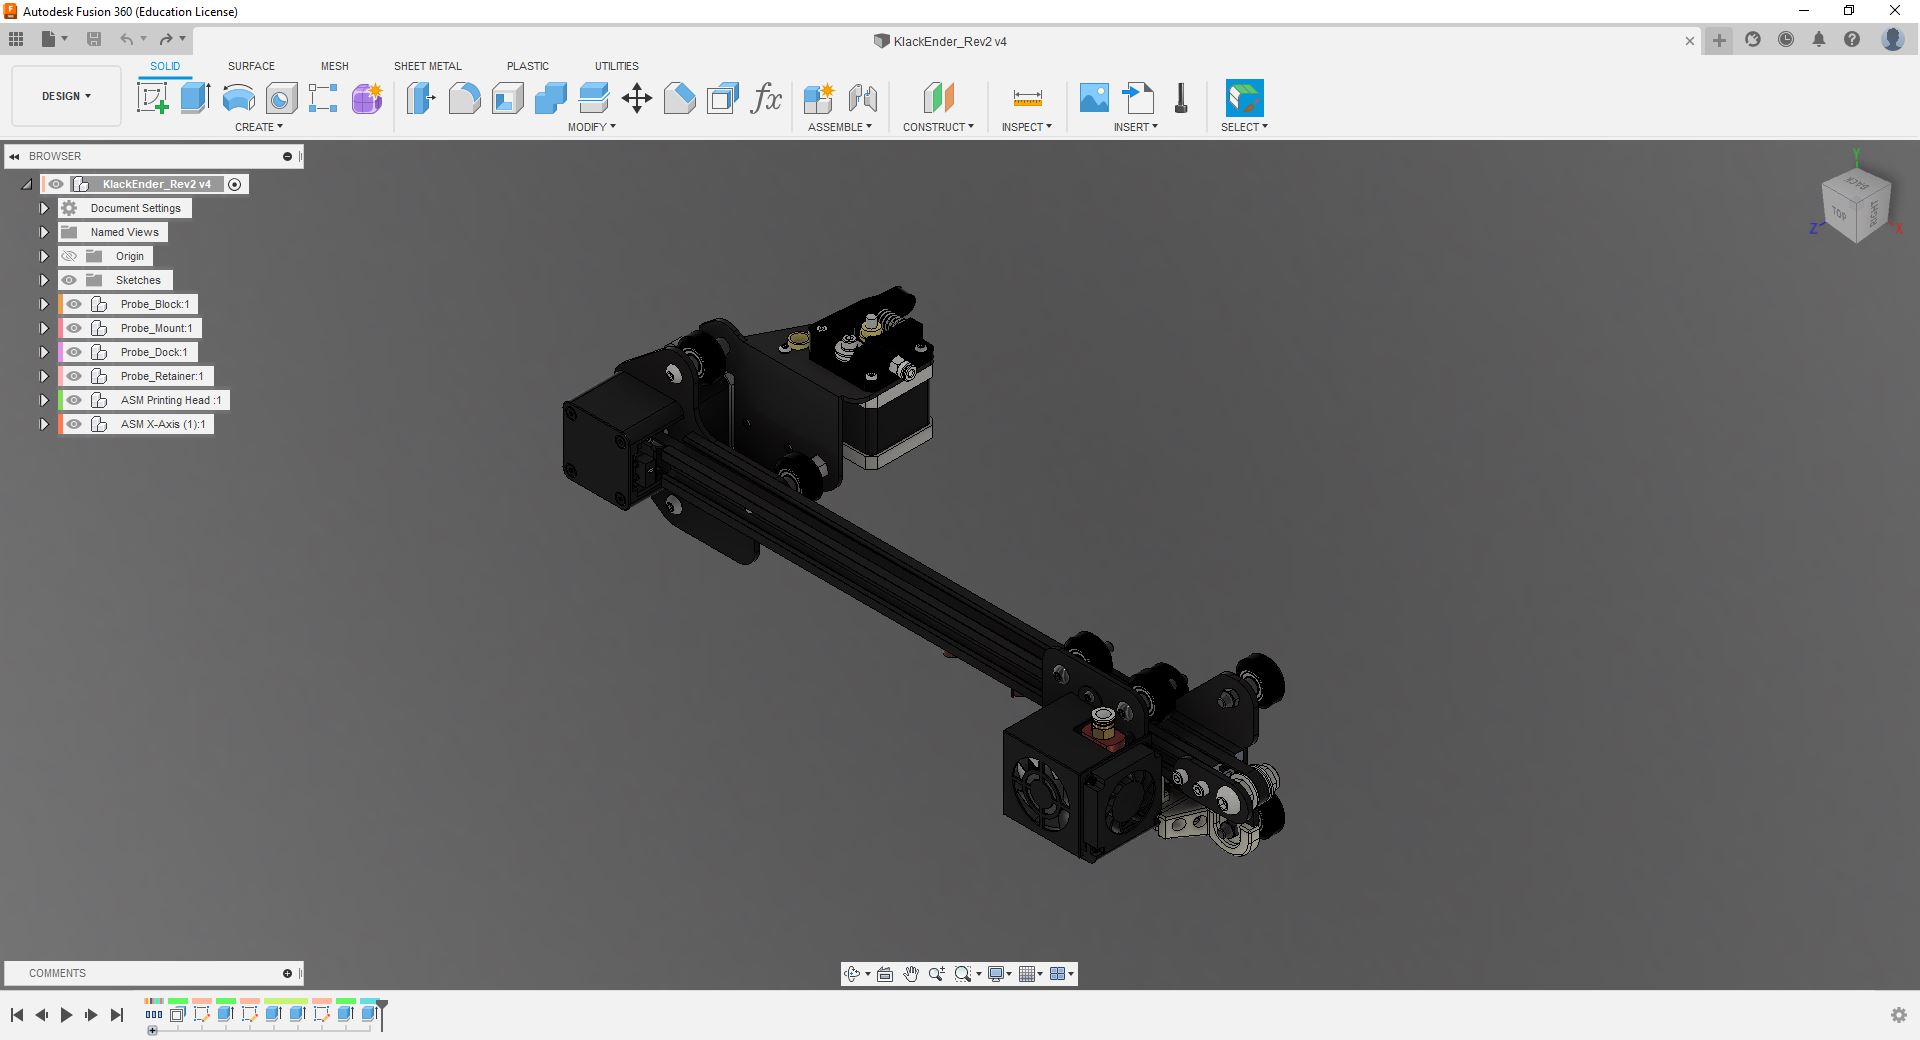 Autodesk Fusion 360 (Education License)
KlackEnder_Rev2 v4
SOLID SURFACE MESH SHEET METAL PLASTIC UTILITIES
DESIGN
fx
CREATE MODIFY ASSEMBLE CONSTRUCT INSPECT INSERT SELECT
BROWSER
KlackEnder_Rev2 v4
Document Settings
Named Views
Origin
Sketches
Probe_Block:1
Probe_Mount:1
Probe_Dock:1
Probe_Retainer:1
ASM Printing Head :1
ASM X-Axis (1):1
Y
BACK
TOP
RIGHT
Z
X
COMMENTS